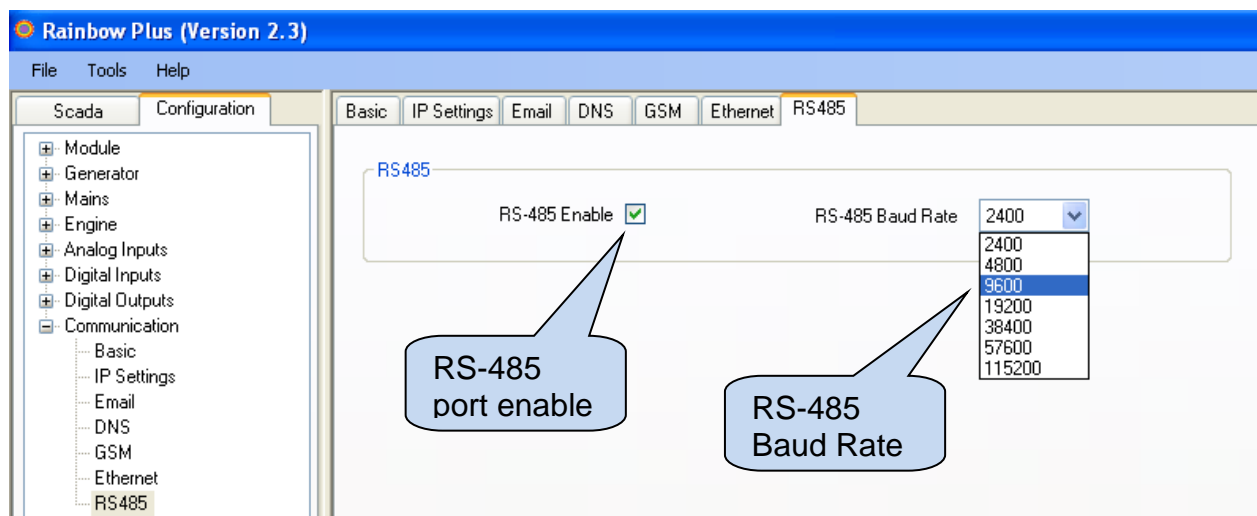 Rainbow Plus (Version 2.3)
File Tools Help
Scada Configuration
Basic IP Settings Email DNS GSM Ethernet RS485
Module
Generator
Mains
Engine
Analog Inputs
Digital Inputs
Digital Outputs
Communication
Basic
IP Settings
Email
DNS
GSM
Ethernet
RS485
RS485
RS-485 Enable RS-485 Baud Rate 2400
2400
4800
9600
19200
38400
57600
115200
RS-485
port enable
RS-485
Baud Rate